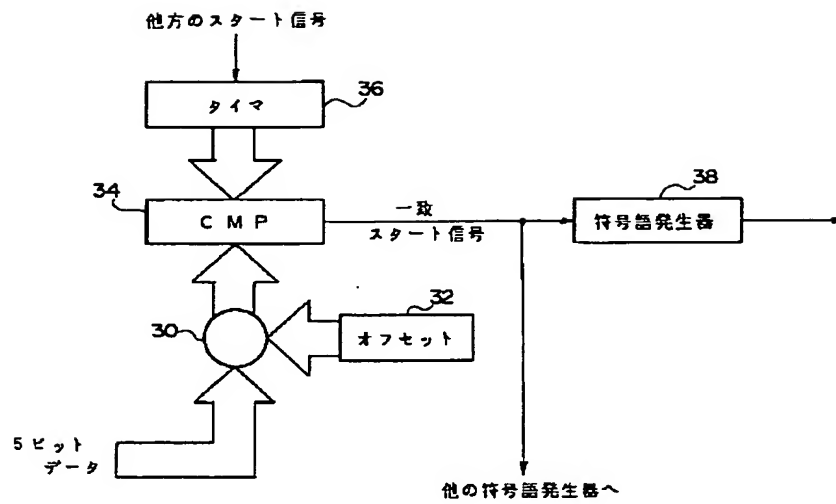 他方のスタート信号
タイマ
36
34
CMP
一致
スタート信号
38
符号語発生器
30
32
オフセット
5ビット
データ
他の符号語発生器へ